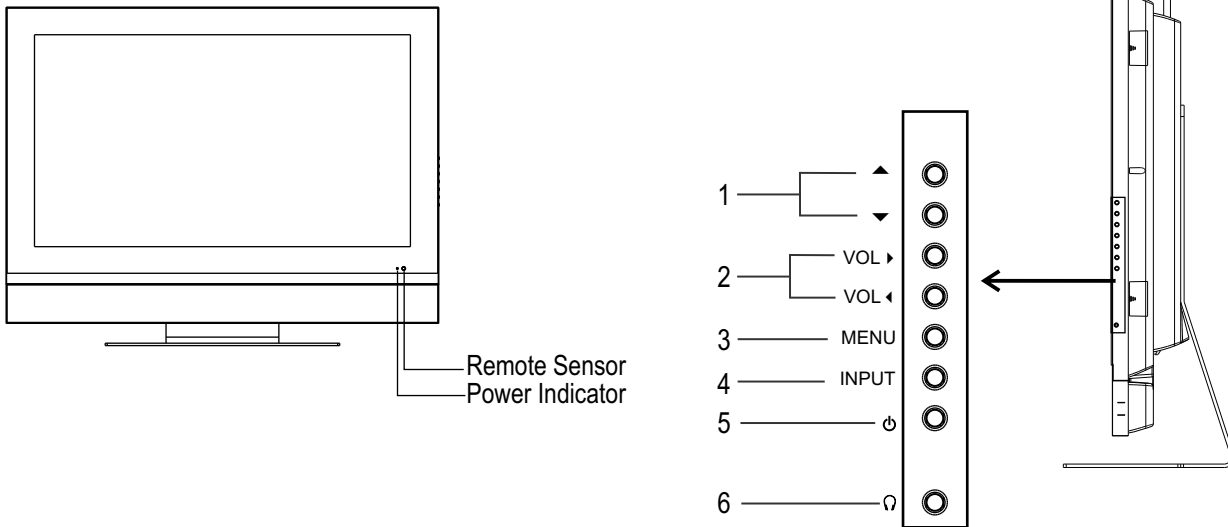 Remote Sensor
Power Indicator
1
2
VOL
VOL
3
MENU
4
INPUT
5
6